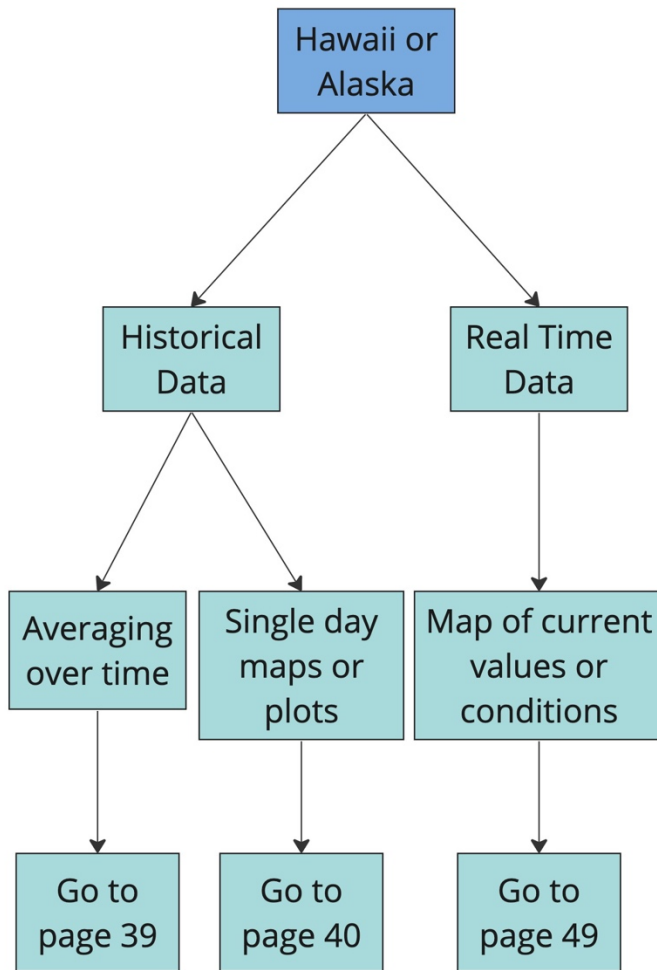 Hawaii or
Alaska
Historical
Data
Real Time
Data
Averaging
over time
Single day
maps or
plots
Map of current
values or
conditions
Go to
page 39
Go to
page 40
Go to
page 49